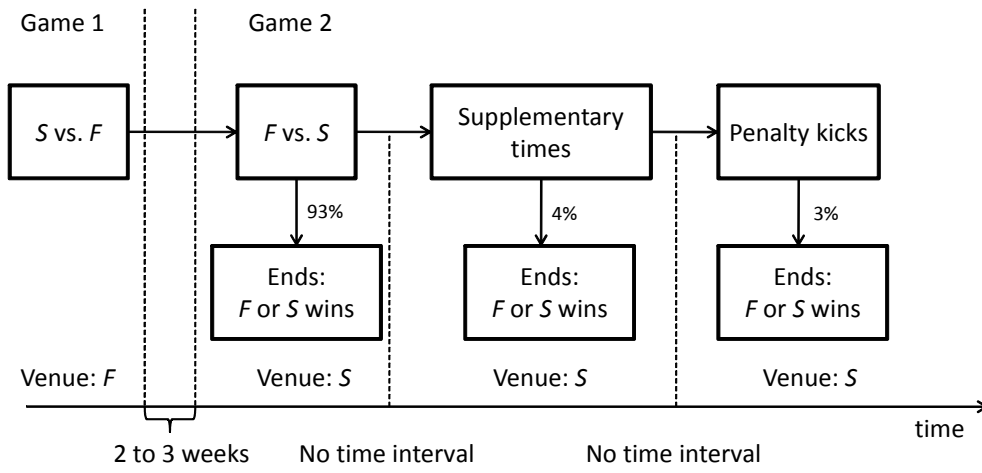 Game 1
Game 2
S vs. F
F vs. S
Supplementary
times
Penalty kicks
93%
4%
3%
Ends:
F or S wins
Ends:
F or S wins
Ends:
F or S wins
Venue: F
Venue: S
Venue: S
Venue: S
time
2 to 3 weeks
No time interval
No time interval